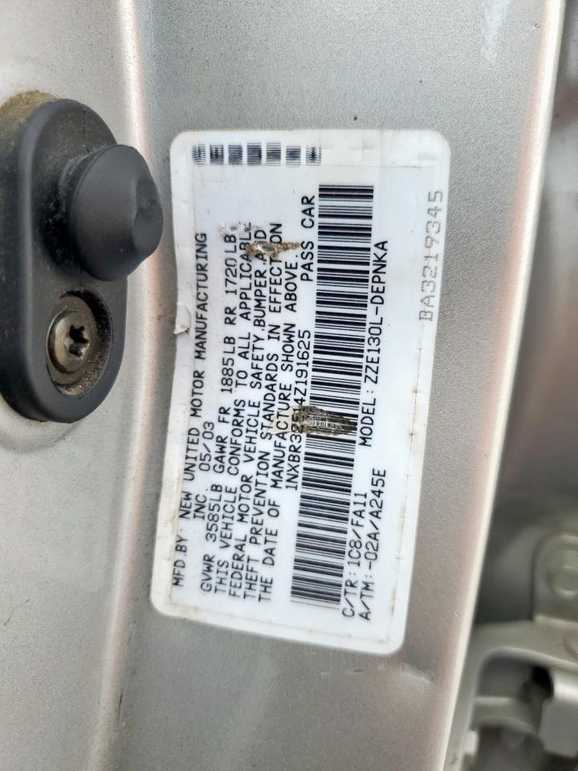 MFD.BY: NEW UNITED MOTOR MANUFACTURING
INC 05/03
GVWR 3585LB GAWR FR 1885LB RR 1720LB
THIS VEHICLE CONFORMS TO ALL APPLICABLE
FEDERAL MOTOR VEHICLE SAFETY, BUMPER, AND
THEFT PREVENTION STANDARDS IN EFFECT ON
THE DATE OF MANUFACTURE SHOWN ABOVE.
PASS CAR
C/TR: 1C8/FA11 MODEL: ZZE130L-DEPNKA
A/TM: -02A/A245E
BA3219345